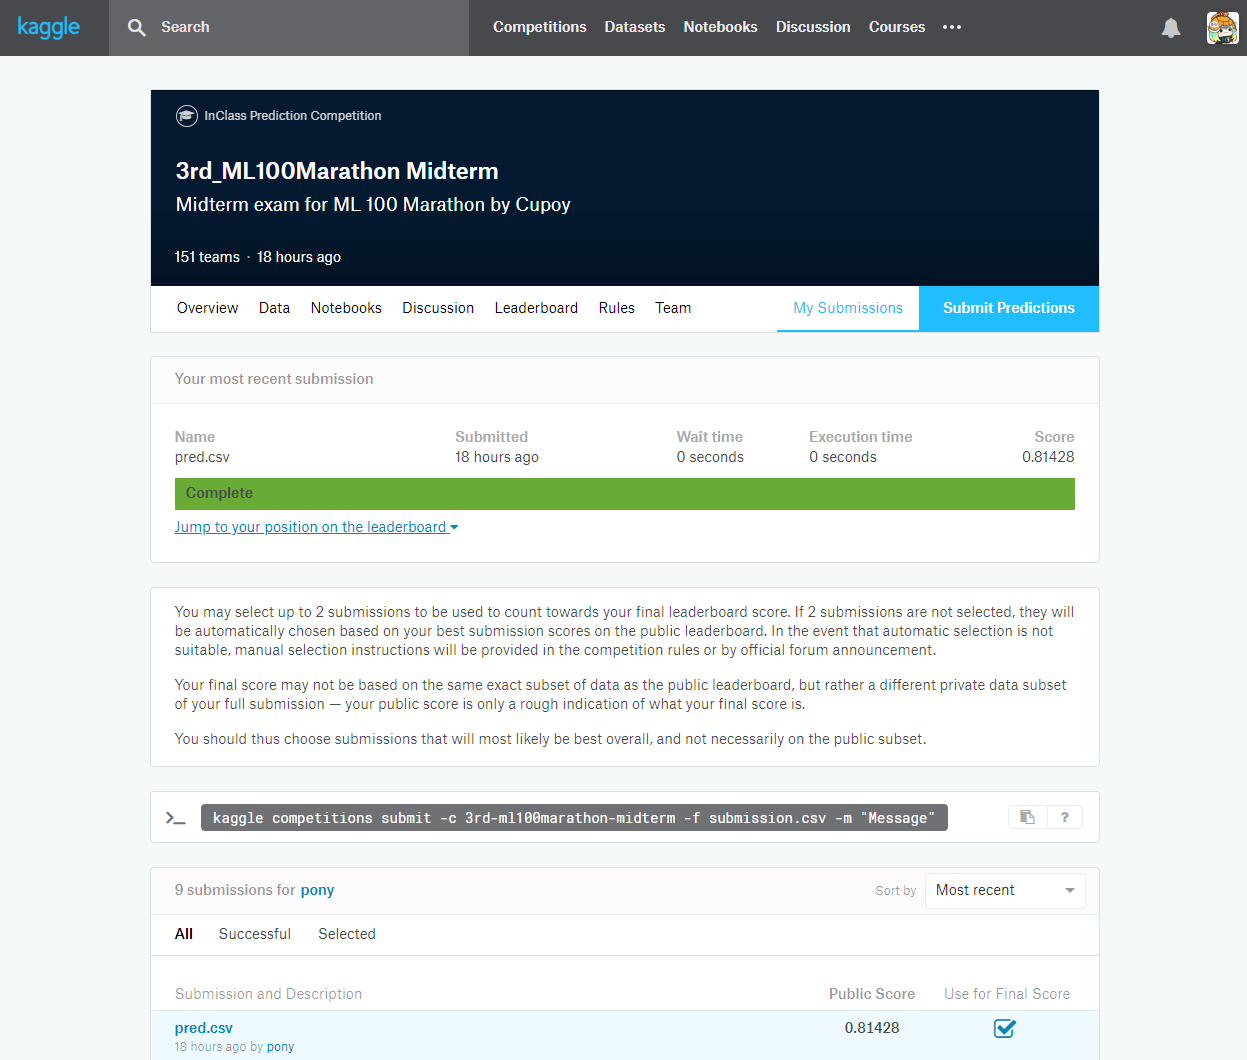 kaggle
Search
Competitions Datasets Notebooks Discussion Courses •••
InClass Prediction Competition
3rd_ML100Marathon Midterm
Midterm exam for ML 100 Marathon by Cupoy
151 teams · 18 hours ago
Overview Data Notebooks Discussion Leaderboard Rules Team My Submissions Submit Predictions
Your most recent submission
Name Submitted Wait time Execution time Score
pred.csv 18 hours ago 0 seconds 0 seconds 0.81428
Complete
Jump to your position on the leaderboard
You may select up to 2 submissions to be used to count towards your final leaderboard score. If 2 submissions are not selected, they will
be automatically chosen based on your best submission scores on the public leaderboard. In the event that automatic selection is not
suitable, manual selection instructions will be provided in the competition rules or by official forum announcement.
Your final score may not be based on the same exact subset of data as the public leaderboard, but rather a different private data subset
of your full submission — your public score is only a rough indication of what your final score is.
You should thus choose submissions that will most likely be best overall, and not necessarily on the public subset.
>_ kaggle competitions submit -c 3rd-ml100marathon-midterm -f submission.csv -m "Message" ?
9 submissions for pony Sort by Most recent
All Successful Selected
Submission and Description Public Score Use for Final Score
pred.csv 0.81428
18 hours ago by pony